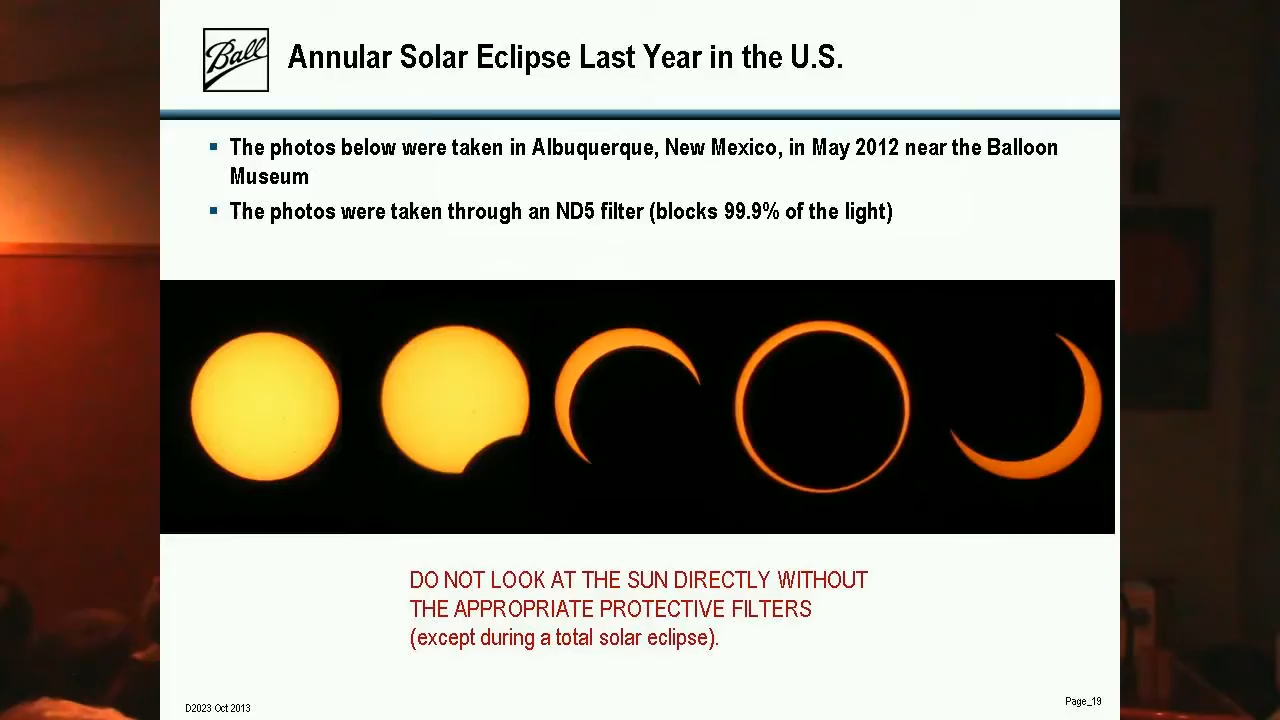 Ball
Annular Solar Eclipse Last Year in the U.S.
The photos below were taken in Albuquerque, New Mexico, in May 2012 near the Balloon
Museum
The photos were taken through an ND5 filter (blocks 99.9% of the light)
DO NOT LOOK AT THE SUN DIRECTLY WITHOUT
THE APPROPRIATE PROTECTIVE FILTERS
(except during a total solar eclipse).
D2023 Oct 2013
Page_19